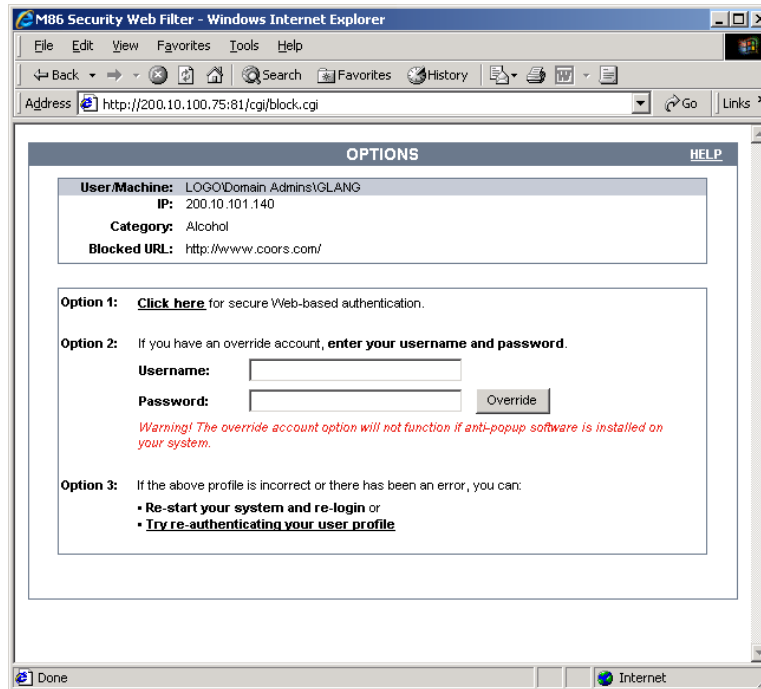 M86 Security Web Filter - Windows Internet Explorer
File Edit View Favorites Tools Help
Back Search Favorites History
Address http://200.10.100.75:81/cgi/block.cgi Go Links
OPTIONS HELP
User/Machine: LOGO\Domain Admins\GLANG
IP: 200.10.101.140
Category: Alcohol
Blocked URL: http://www.coors.com/
Option 1: Click here for secure Web-based authentication.
Option 2: If you have an override account, enter your username and password.
Username:
Password: Override
Warning! The override account option will not function if anti-popup software is installed on
your system.
Option 3: If the above profile is incorrect or there has been an error, you can:
▪ Re-start your system and re-login or
▪ Try re-authenticating your user profile
Done Internet